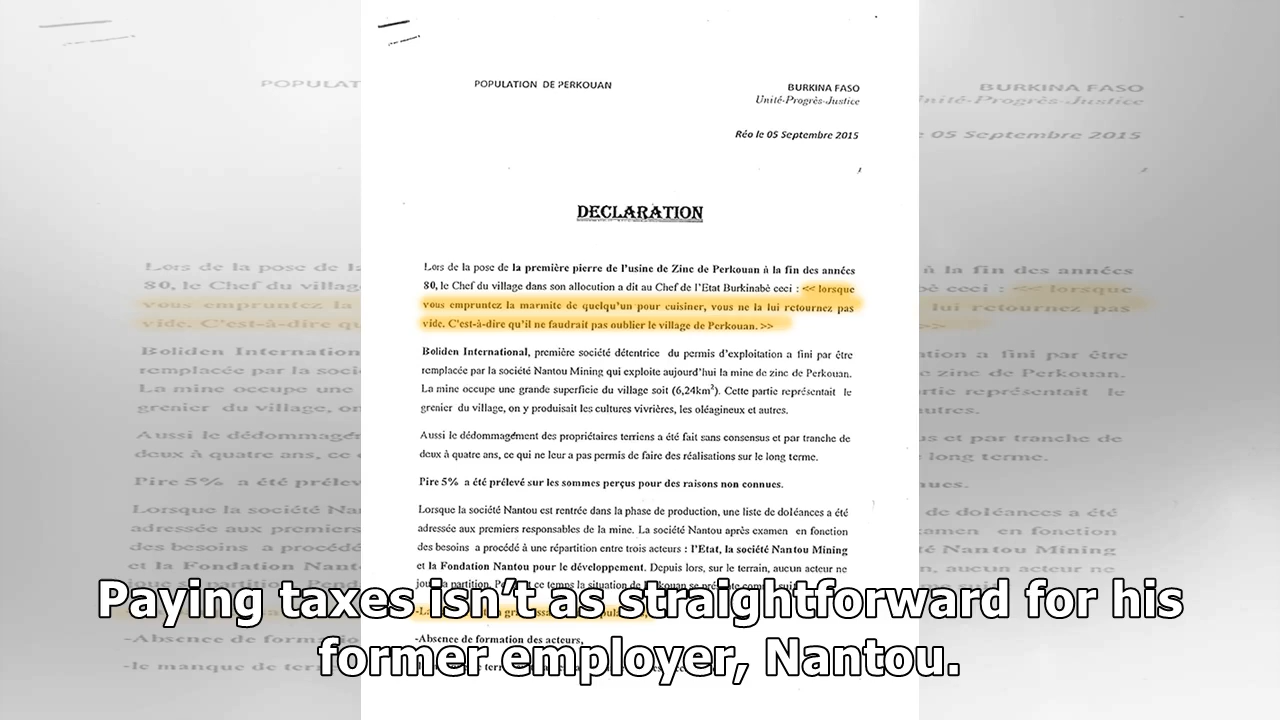 POPULATION DE PERKOUAN
BURKINA FASO
Unité-Progrès-Justice
Réo le 05 Septembre 2015
DECLARATION
Lors de la pose de la première pierre de l'usine de Zinc de Perkouan à la fin des années
80, le Chef du village dans son allocution a dit au Chef de l'Etat Burkinabè ceci : << lorsque
vous empruntez la marmite de quelqu'un pour cuisiner, vous ne la lui retournez pas
vide. C'est-à-dire qu'il ne faudrait pas oublier le village de Perkouan. >>
Boliden International, première société détentrice du permis d'exploitation a fini par être
remplacée par la société Nantou Mining qui exploite aujourd'hui la mine de zinc de Perkouan.
La mine occupe une grande superficie du village soit (6,24km²). Cette partie représentait le
grenier du village, on y produisait les cultures vivrières, les oléagineux et autres.
Aussi le dédommagément des propriétaires terriens a été fait sans consensus et par tranche de
deux à quatre ans, ce qui ne leur a pas permis de faire des réalisations sur le long terme.
Pire 5% a été prélevé sur les sommes perçus pour des raisons non connues.
Lorsque la société Nantou est rentrée dans la phase de production, une liste de doléances a été
adressée aux premiers responsables de la mine. La société Nantou après examen en fonction
des besoins a procédé à une répartition entre trois acteurs : l'Etat, la société Nantou Mining
et la Fondation Nantou pour le développement. Depuis lors, sur le terrain, aucun acteur ne
Paying taxes isn't as straightforward for his
-Absence de formation des acteurs,
former employer, Nantou.